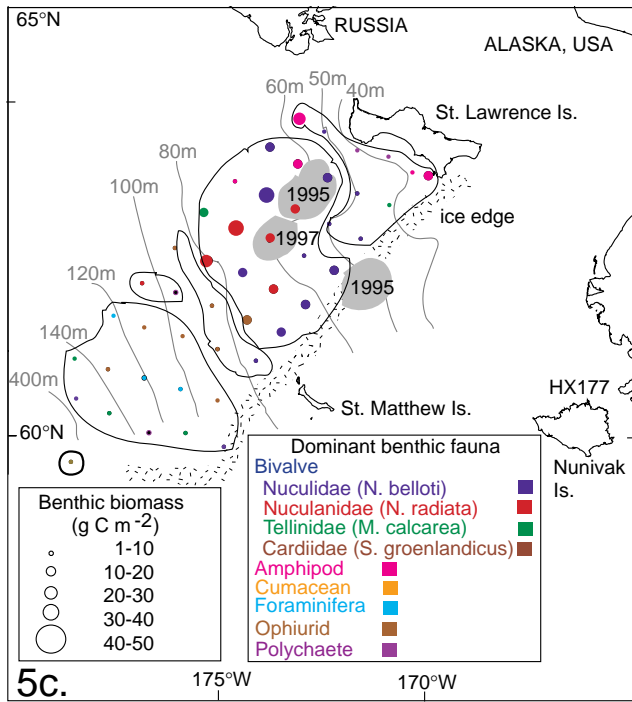 65°N
RUSSIA
ALASKA, USA
50m
40m
60m
St. Lawrence Is.
80m
100m
1995
ice edge
1997
120m
1995
140m
400m
HX177
St. Matthew Is.
60°N
Nunivak
Is.
Dominant benthic fauna
Bivalve
Nuculidae (N. belloti)
Nuculanidae (N. radiata)
Tellinidae (M. calcarea)
Cardiidae (S. groenlandicus)
Amphipod
Cumacean
Foraminifera
Ophiurid
Polychaete
Benthic biomass
(g C m-2)
1-10
10-20
20-30
30-40
40-50
5c.
175°W
170°W